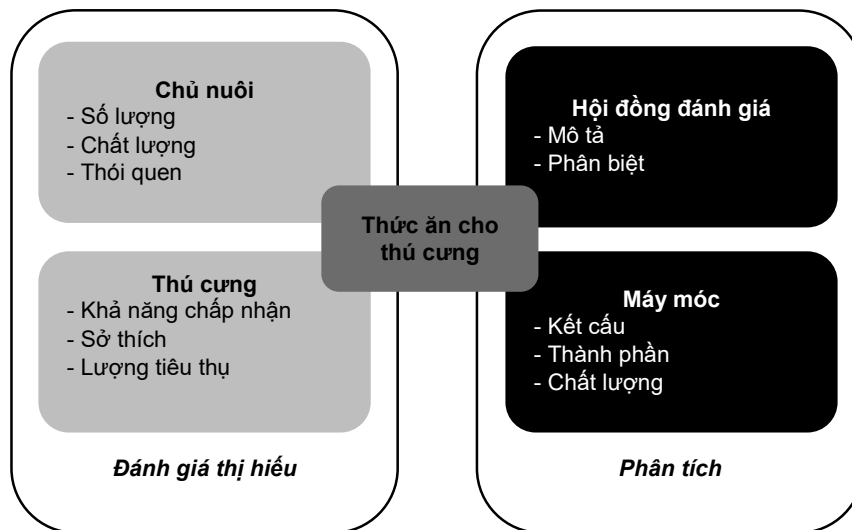 Chủ nuôi
- Số lượng
- Chất lượng
- Thói quen
Thú cưng
- Khả năng chấp nhận
- Sở thích
- Lượng tiêu thụ
Đánh giá thị hiếu
Thức ăn cho
thú cưng
Hội đồng đánh giá
- Mô tả
- Phân biệt
Máy móc
- Kết cấu
- Thành phần
- Chất lượng
Phân tích